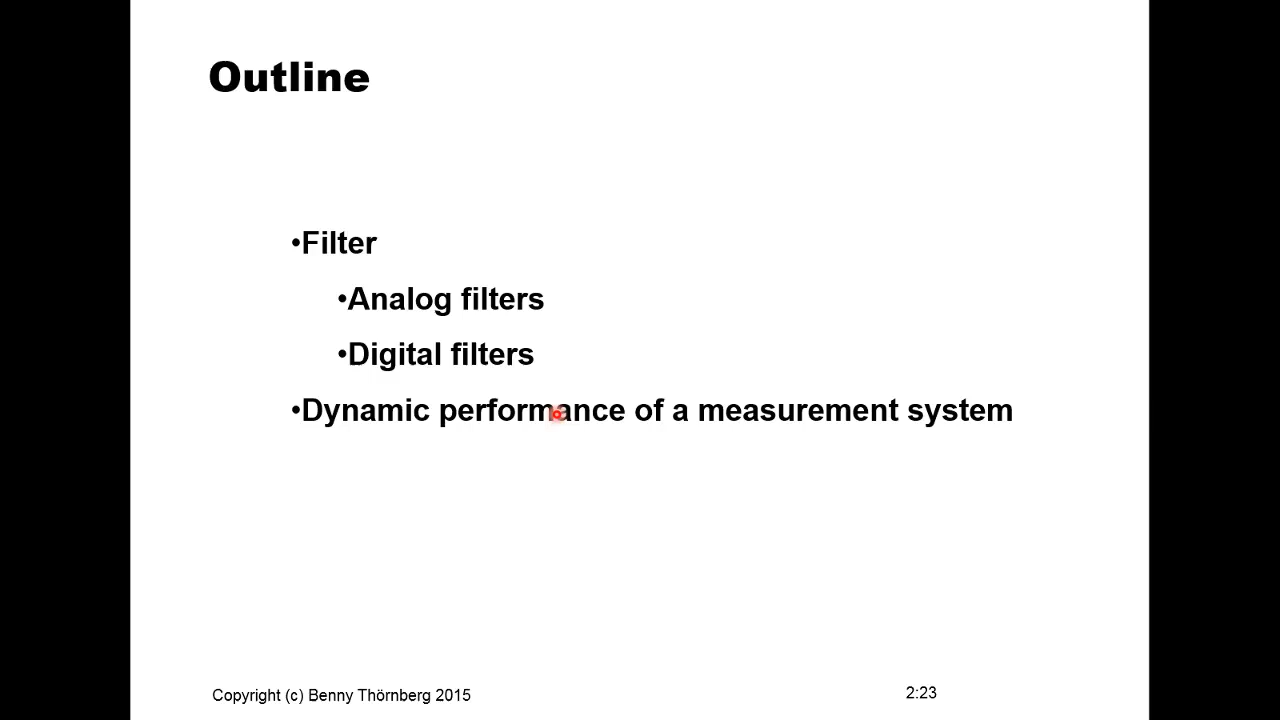 Outline
•Filter
•Analog filters
•Digital filters
•Dynamic performance of a measurement system
Copyright (c) Benny Thörnberg 2015
2:23